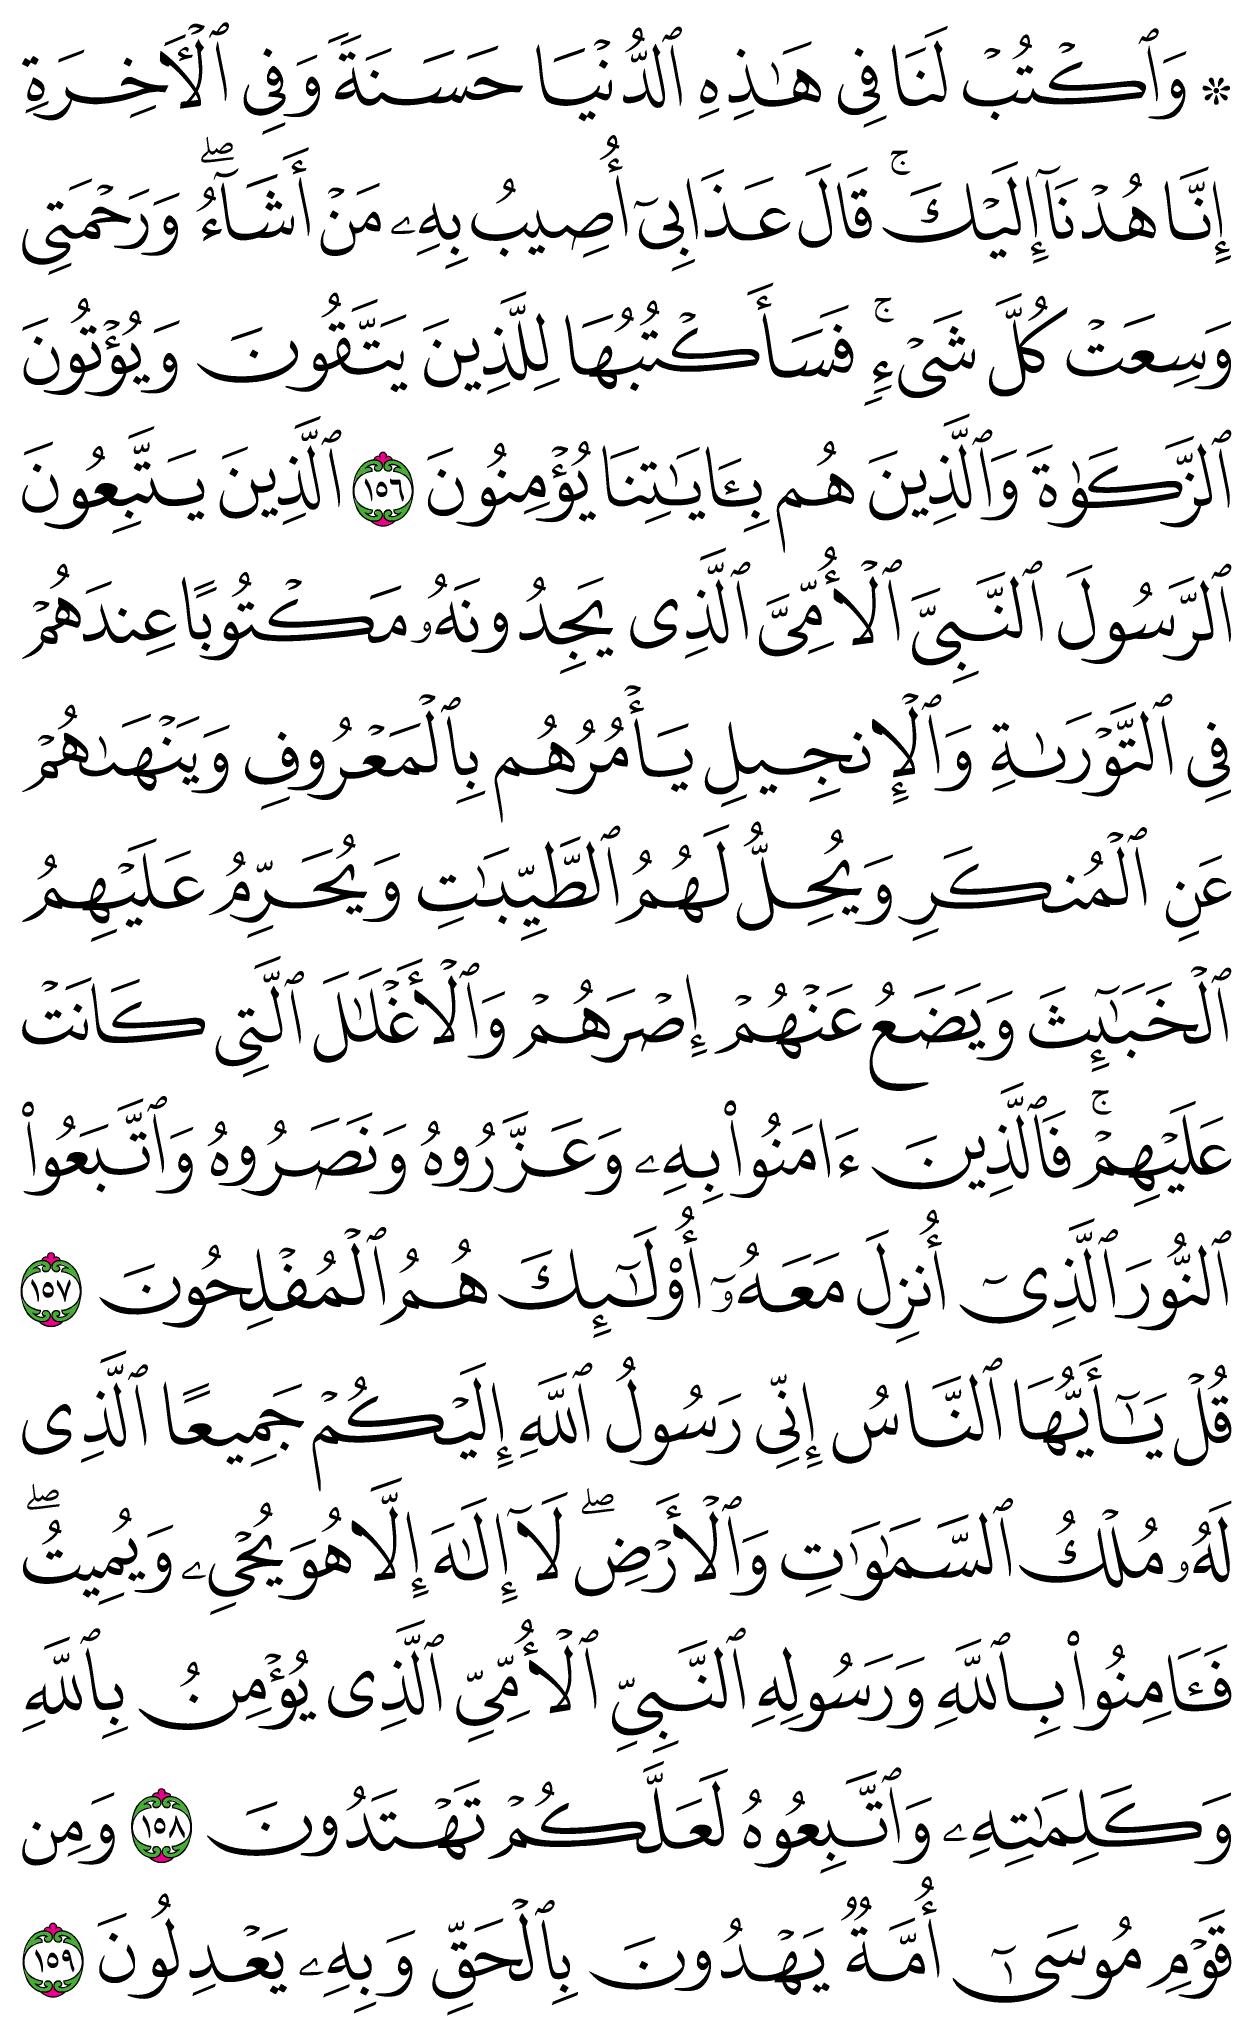 ۞ وَٱكۡتُبۡ لَنَا فِي هَٰذِهِ ٱلدُّنۡيَا حَسَنَةٗ وَفِي ٱلۡأٓخِرَةِ
إِنَّا هُدۡنَآ إِلَيۡكَۚ قَالَ عَذَابِيٓ أُصِيبُ بِهِۦ مَنۡ أَشَآءُۖ وَرَحۡمَتِي
وَسِعَتۡ كُلَّ شَيۡءٖۚ فَسَأَكۡتُبُهَا لِلَّذِينَ يَتَّقُونَ وَيُؤۡتُونَ
ٱلزَّكَوٰةَ وَٱلَّذِينَ هُم بِـَٔايَٰتِنَا يُؤۡمِنُونَ ١٥٦ ٱلَّذِينَ يَتَّبِعُونَ
ٱلرَّسُولَ ٱلنَّبِيَّ ٱلۡأُمِّيَّ ٱلَّذِي يَجِدُونَهُۥ مَكۡتُوبًا عِندَهُمۡ
فِي ٱلتَّوۡرَىٰةِ وَٱلۡإِنجِيلِ يَأۡمُرُهُم بِٱلۡمَعۡرُوفِ وَيَنۡهَىٰهُمۡ
عَنِ ٱلۡمُنكَرِ وَيُحِلُّ لَهُمُ ٱلطَّيِّبَٰتِ وَيُحَرِّمُ عَلَيۡهِمُ
ٱلۡخَبَٰٓئِثَ وَيَضَعُ عَنۡهُمۡ إِصۡرَهُمۡ وَٱلۡأَغۡلَٰلَ ٱلَّتِي كَانَتۡ
عَلَيۡهِمۡۚ فَٱلَّذِينَ ءَامَنُواْ بِهِۦ وَعَزَّرُوهُ وَنَصَرُوهُ وَٱتَّبَعُواْ
ٱلنُّورَ ٱلَّذِيٓ أُنزِلَ مَعَهُۥٓ أُوْلَٰٓئِكَ هُمُ ٱلۡمُفۡلِحُونَ ١٥٧
قُلۡ يَٰٓأَيُّهَا ٱلنَّاسُ إِنِّي رَسُولُ ٱللَّهِ إِلَيۡكُمۡ جَمِيعًا ٱلَّذِي
لَهُۥ مُلۡكُ ٱلسَّمَٰوَٰتِ وَٱلۡأَرۡضِۖ لَآ إِلَٰهَ إِلَّا هُوَ يُحۡيِۦ وَيُمِيتُۖ
فَـَٔامِنُواْ بِٱللَّهِ وَرَسُولِهِ ٱلنَّبِيِّ ٱلۡأُمِّيِّ ٱلَّذِي يُؤۡمِنُ بِٱللَّهِ
وَكَلِمَٰتِهِۦ وَٱتَّبِعُوهُ لَعَلَّكُمۡ تَهۡتَدُونَ ١٥٨ وَمِن
قَوۡمِ مُوسَىٰٓ أُمَّةٞ يَهۡدُونَ بِٱلۡحَقِّ وَبِهِۦ يَعۡدِلُونَ ١٥٩